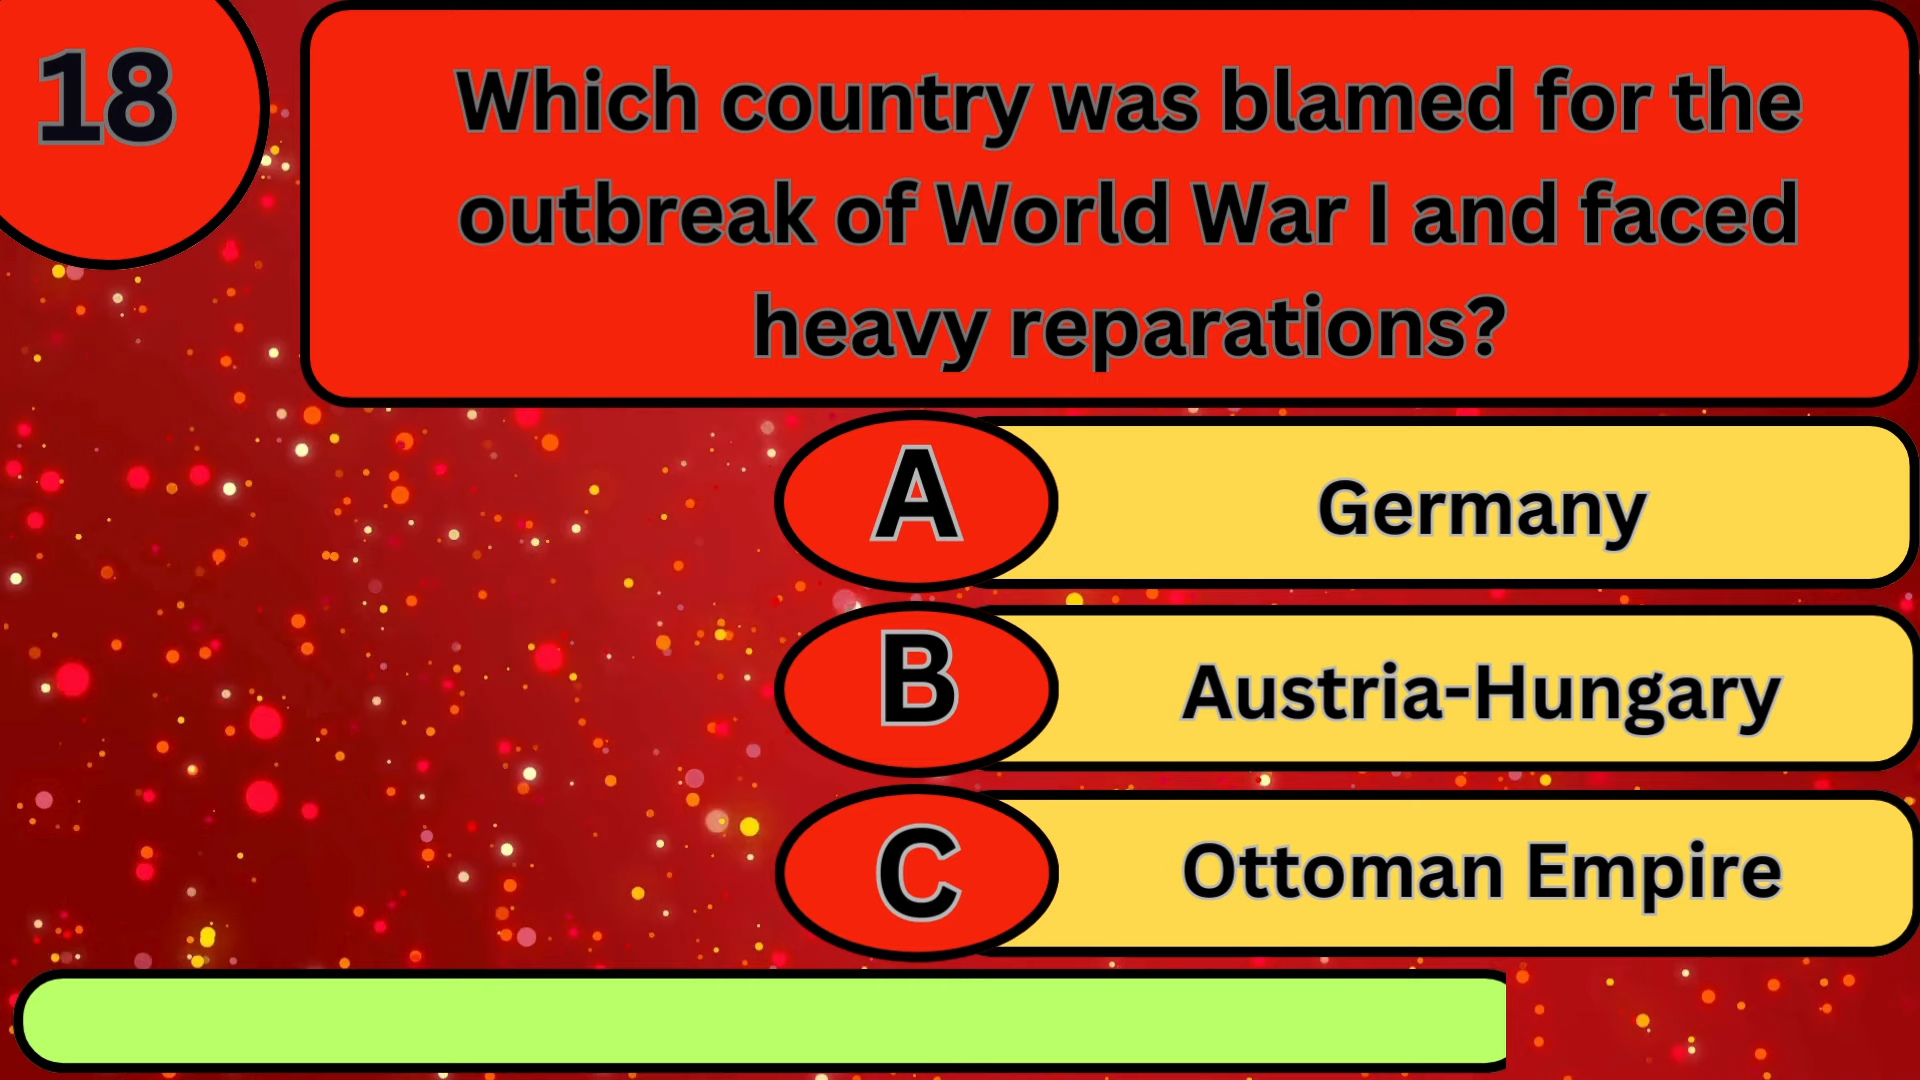 18
Which country was blamed for the
outbreak of World War I and faced
heavy reparations?
A
Germany
B
Austria-Hungary
C
Ottoman Empire